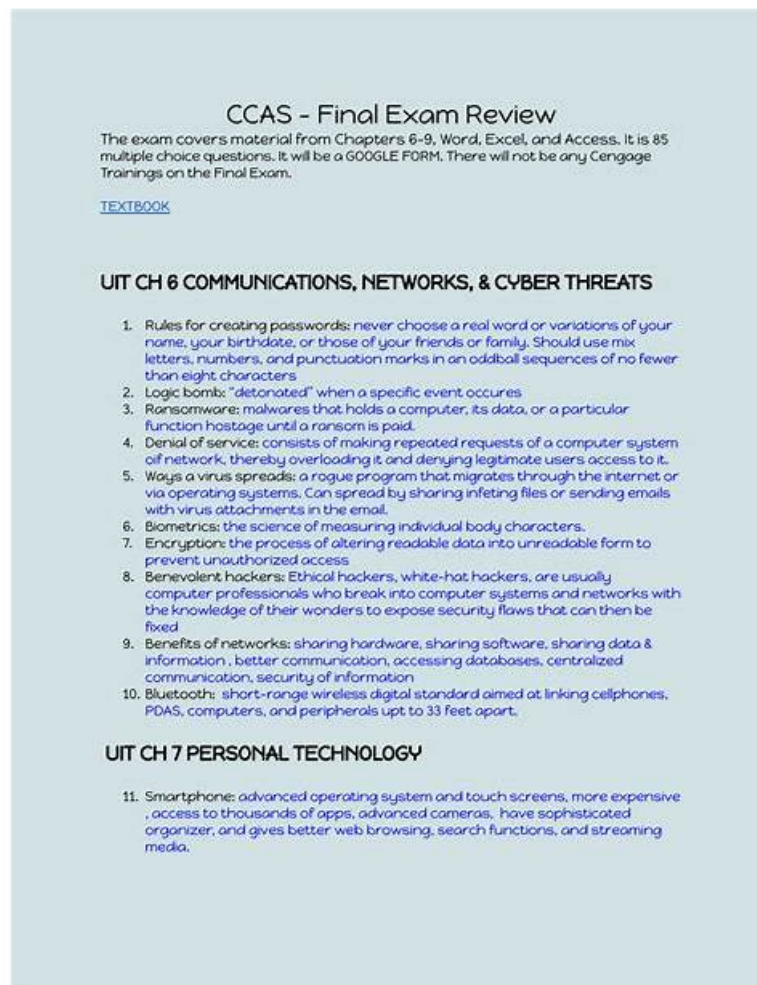 CCAS - Final Exam Review
The exam covers material from Chapters 6-9, Word, Excel, and Access. It is 85
multiple choice questions. It will be a GOOGLE FORM. There will not be any Cengage
Trainings on the Final Exam.
TEXTBOOK
UIT CH 6 COMMUNICATIONS, NETWORKS, & CYBER THREATS
1. Rules for creating passwords: never choose a real word or variations of your
name, your birthdate, or those of your friends or family. Should use mix
letters, numbers, and punctuation marks in an oddball sequences of no fewer
than eight characters
2. Logic bomb: "detonated" when a specific event occures
3. Ransomware: malwares that holds a computer, its data, or a particular
function hostage until a ransom is paid.
4. Denial of service: consists of making repeated requests of a computer system
oif network, thereby overloading it and denying legitimate users access to it.
5. Ways a virus spreads: a rogue program that migrates through the internet or
via operating systems. Can spread by sharing infeting files or sending emails
with virus attachments in the email.
6. Biometrics: the science of measuring individual body characters.
7. Encryption: the process of altering readable data into unreadable form to
prevent unauthorized access
8. Benevolent hackers: Ethical hackers, white-hat hackers, are usually
computer professionals who break into computer systems and networks with
the knowledge of their wonders to expose security flaws that can then be
fixed
9. Benefits of networks: sharing hardware, sharing software, sharing data &
information , better communication, accessing databases, centralized
communication, security of information
10. Bluetooth: short-range wireless digital standard aimed at linking cellphones,
PDAS, computers, and peripherals upt to 33 feet apart.
UIT CH 7 PERSONAL TECHNOLOGY
11. Smartphone: advanced operating system and touch screens, more expensive
, access to thousands of apps, advanced cameras, have sophisticated
organizer, and gives better web browsing, search functions, and streaming
media.